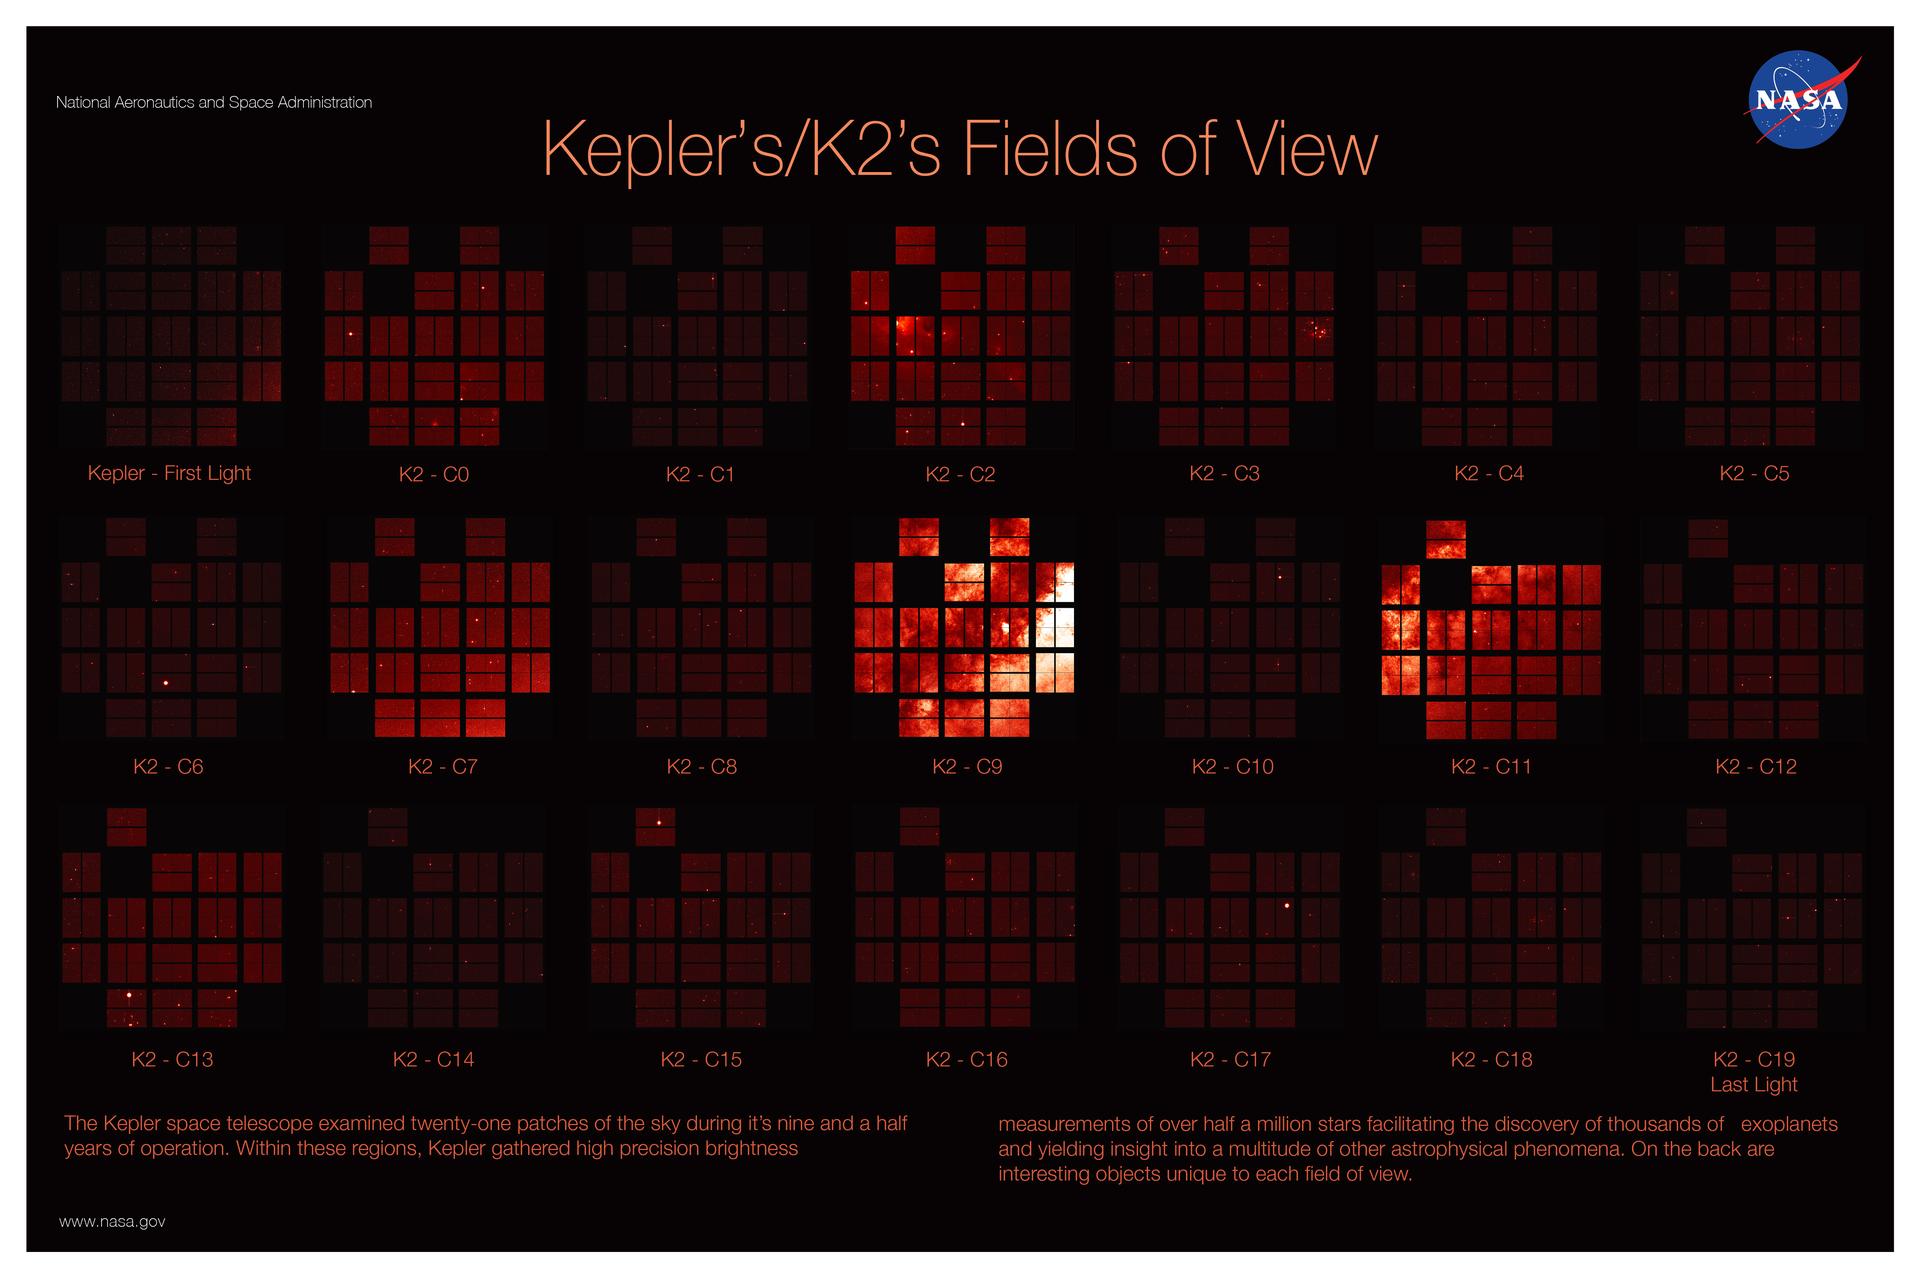 National Aeronautics and Space Administration
NASA
Kepler's/K2's Fields of View
Kepler - First Light
K2 - C0
K2 - C1
K2 - C2
K2 - C3
K2 - C4
K2 - C5
K2 - C6
K2 - C7
K2 - C8
K2 - C9
K2 - C10
K2 - C11
K2 - C12
K2 - C13
K2 - C14
K2 - C15
K2 - C16
K2 - C17
K2 - C18
K2 - C19
Last Light
The Kepler space telescope examined twenty-one patches of the sky during it's nine and a half
years of operation. Within these regions, Kepler gathered high precision brightness
measurements of over half a million stars facilitating the discovery of thousands of exoplanets
and yielding insight into a multitude of other astrophysical phenomena. On the back are
interesting objects unique to each field of view.
www.nasa.gov